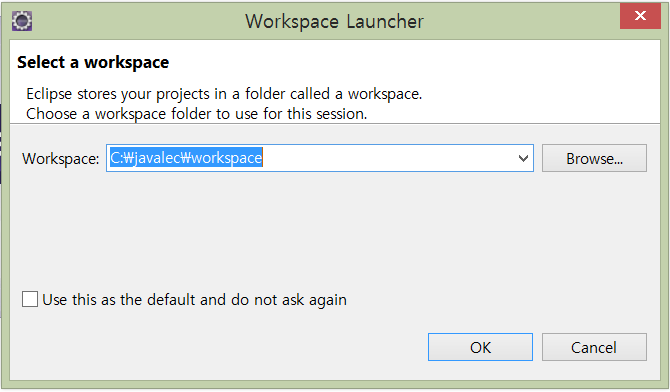 Workspace Launcher
Select a workspace
Eclipse stores your projects in a folder called a workspace.
Choose a workspace folder to use for this session.
Workspace: C:₩javalec₩workspace Browse...
Use this as the default and do not ask again
OK Cancel